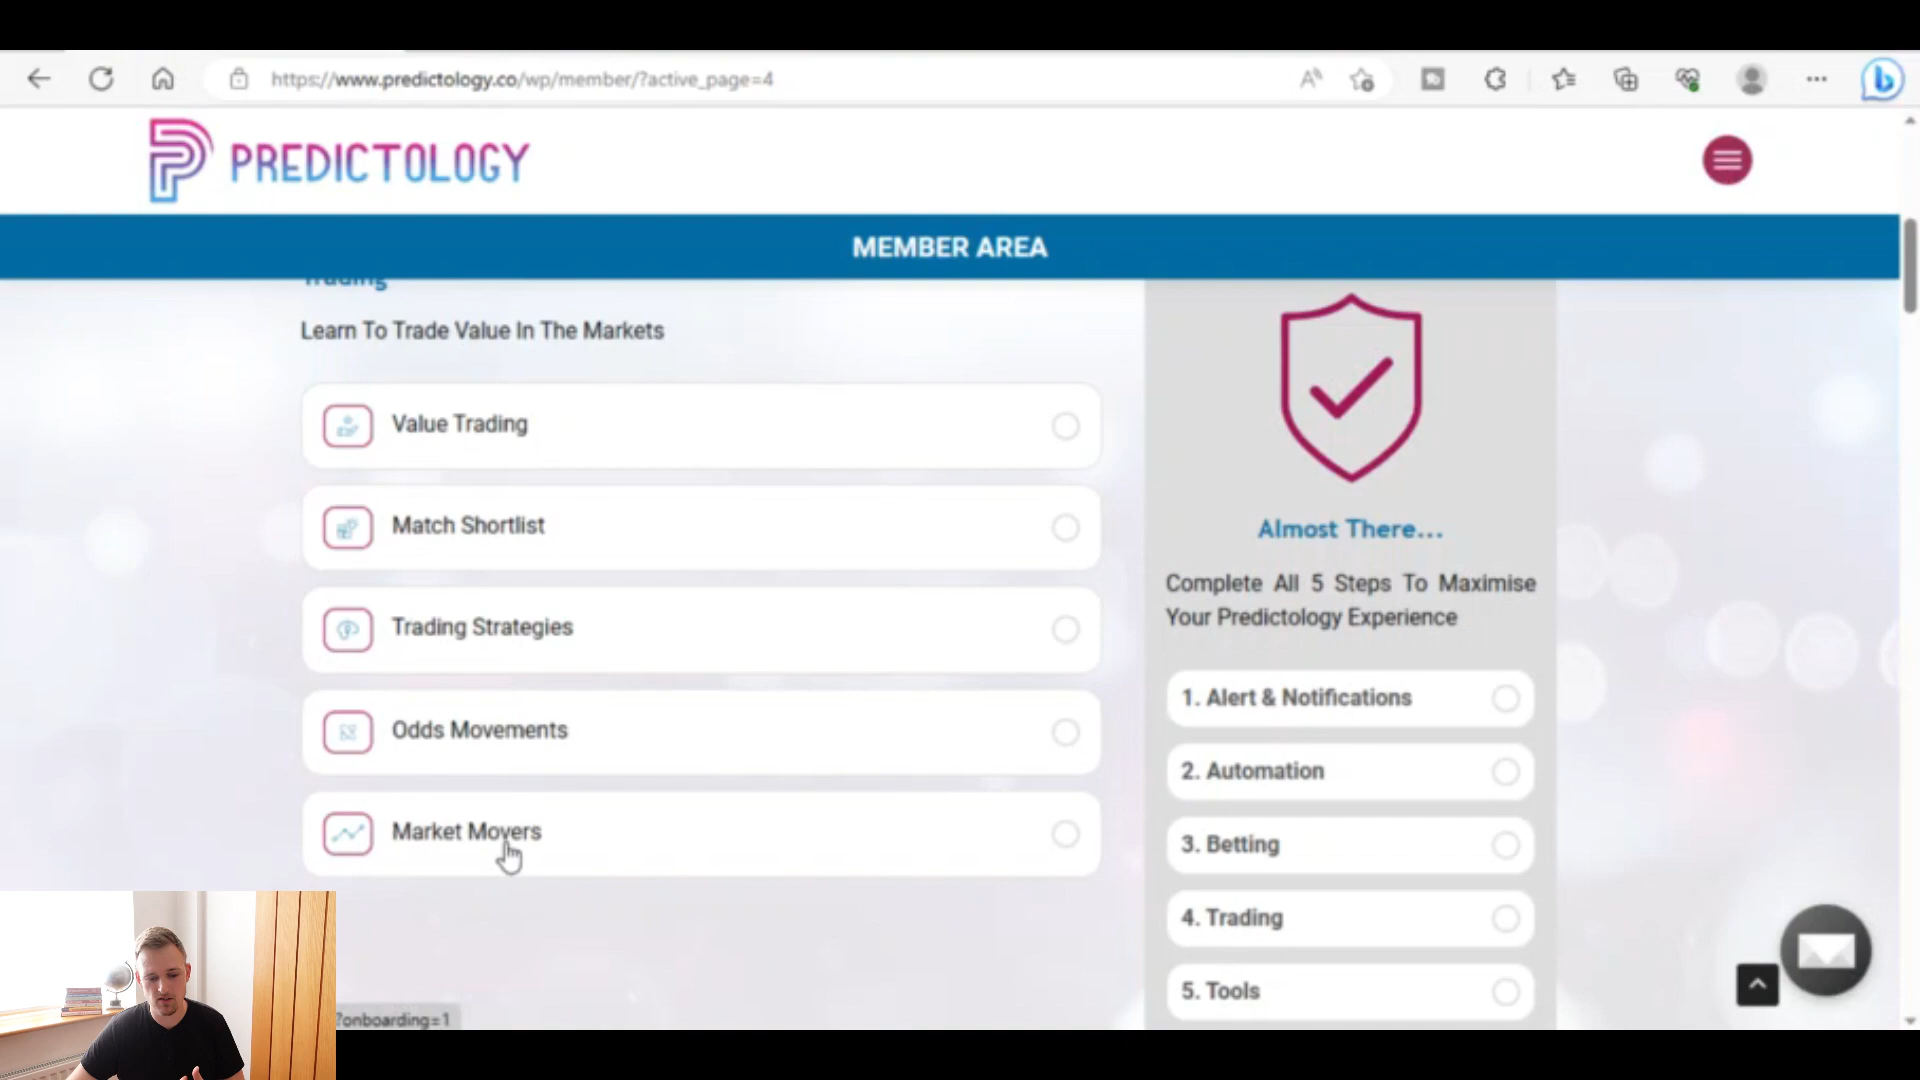 https://www.predictology.co/wp/member/?active_page=4
PREDICTOLOGY
MEMBER AREA
Trading
Learn To Trade Value In The Markets
Value Trading
Match Shortlist
Trading Strategies
Odds Movements
Market Movers
Almost There...
Complete All 5 Steps To Maximise
Your Predictology Experience
1. Alert & Notifications
2. Automation
3. Betting
4. Trading
5. Tools
?onboarding=1